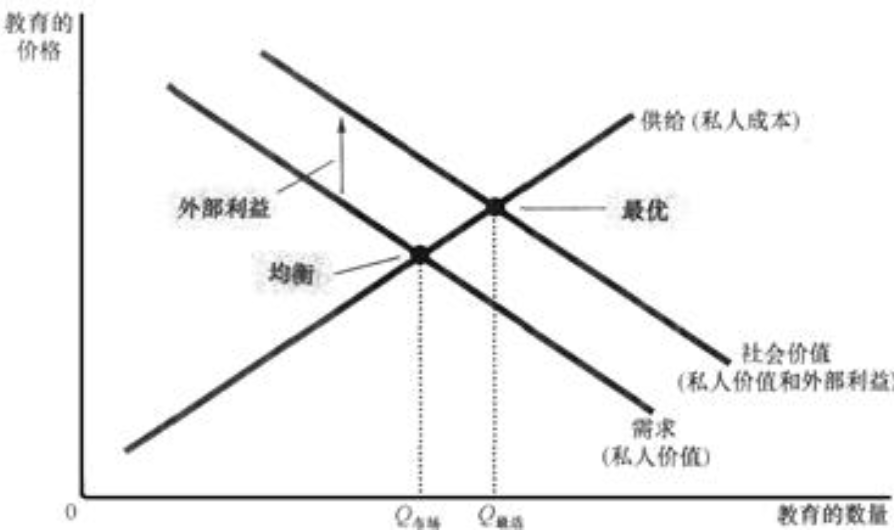 教育的
价格
供给(私人成本)
外部利益
最优
均衡
社会价值
(私人价值和外部利益)
需求
(私人价值)
0
Q市场
Q最适
教育的数量